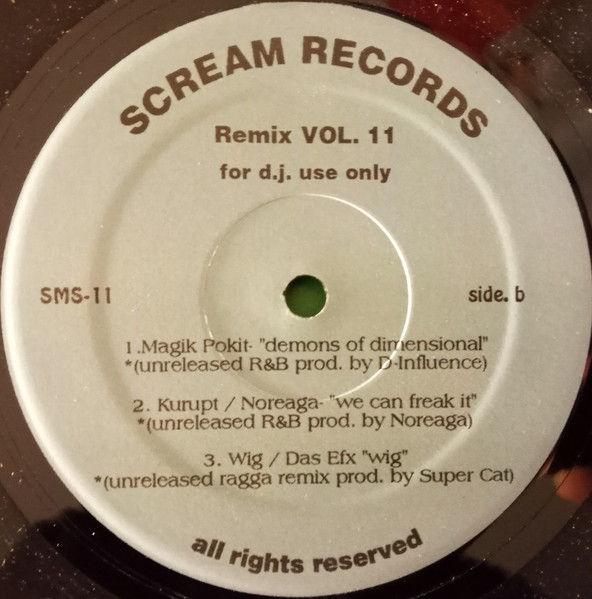 SCREAM RECORDS
Remix VOL. 11
for d.j. use only
SMS-11
side. b
1.Magik Pokit- "demons of dimensional"
*(unreleased R&B prod. by D-Influence)
2. Kurupt / Noreaga- "we can freak it"
*(unreleased R&B prod. by Noreaga)
3. Wig / Das Efx "wig"
*(unreleased ragga remix prod. by Super Cat)
all rights reserved